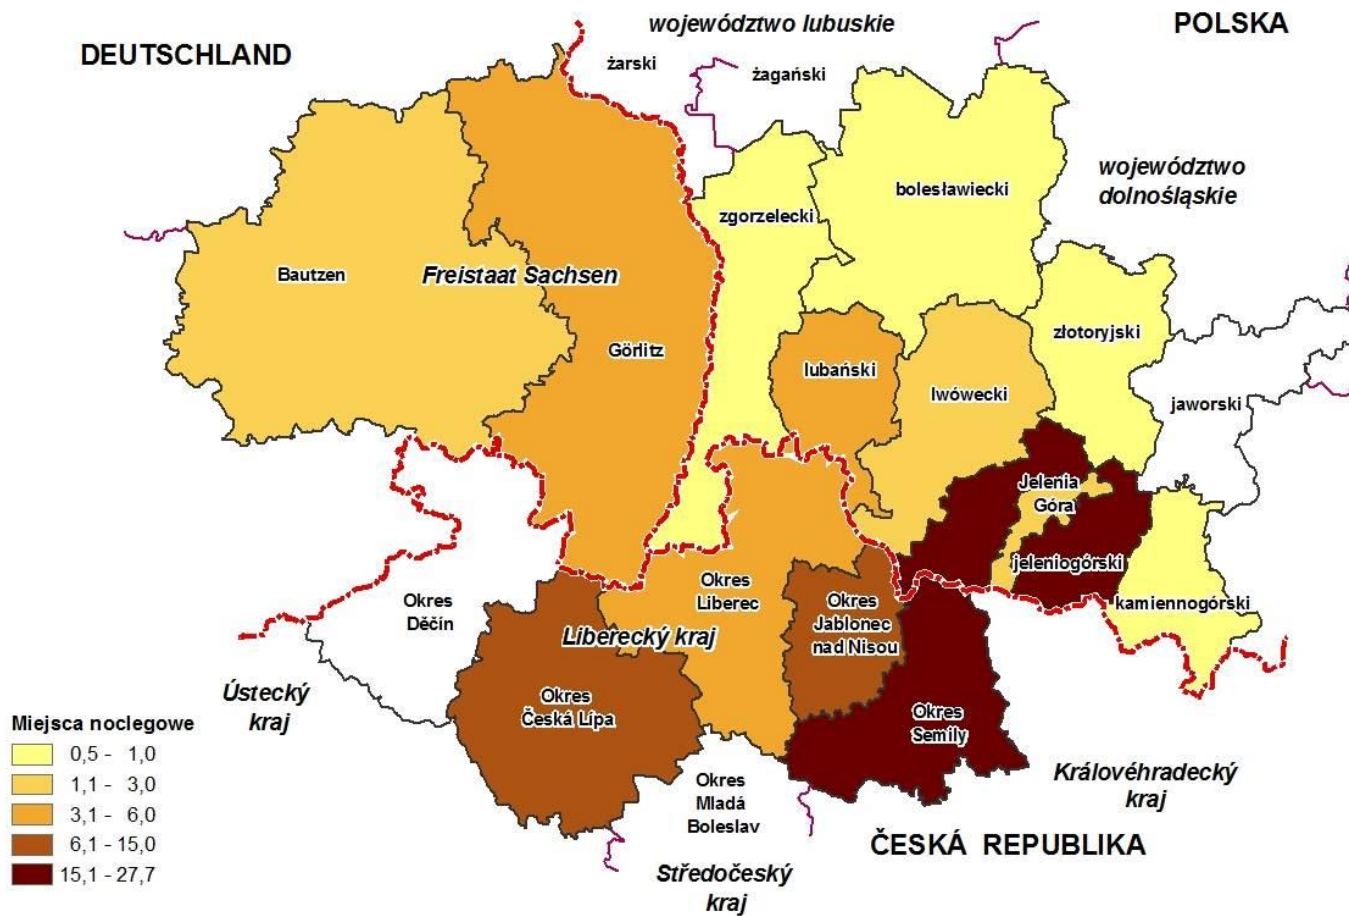 DEUTSCHLAND
województwo lubuskie
POLSKA
żarski
żagański
województwo
dolnośląskie
bolesławiecki
zgorzelecki
Bautzen
Freistaat Sachsen
Görlitz
złotoryjski
lubański
lwówecki
jaworski
Jelenia
Góra
jeleniogórski
kamiennogórski
Okres
Děčín
Okres
Liberec
Okres
Jablonec
nad Nisou
Liberecký kraj
Ústecký
kraj
Okres
Česká Lípa
Okres
Semily
Okres
Mladá
Boleslav
Královéhradecký
kraj
ČESKÁ REPUBLIKA
Středočeský
kraj
Miejsca noclegowe
0,5 - 1,0
1,1 - 3,0
3,1 - 6,0
6,1 - 15,0
15,1 - 27,7